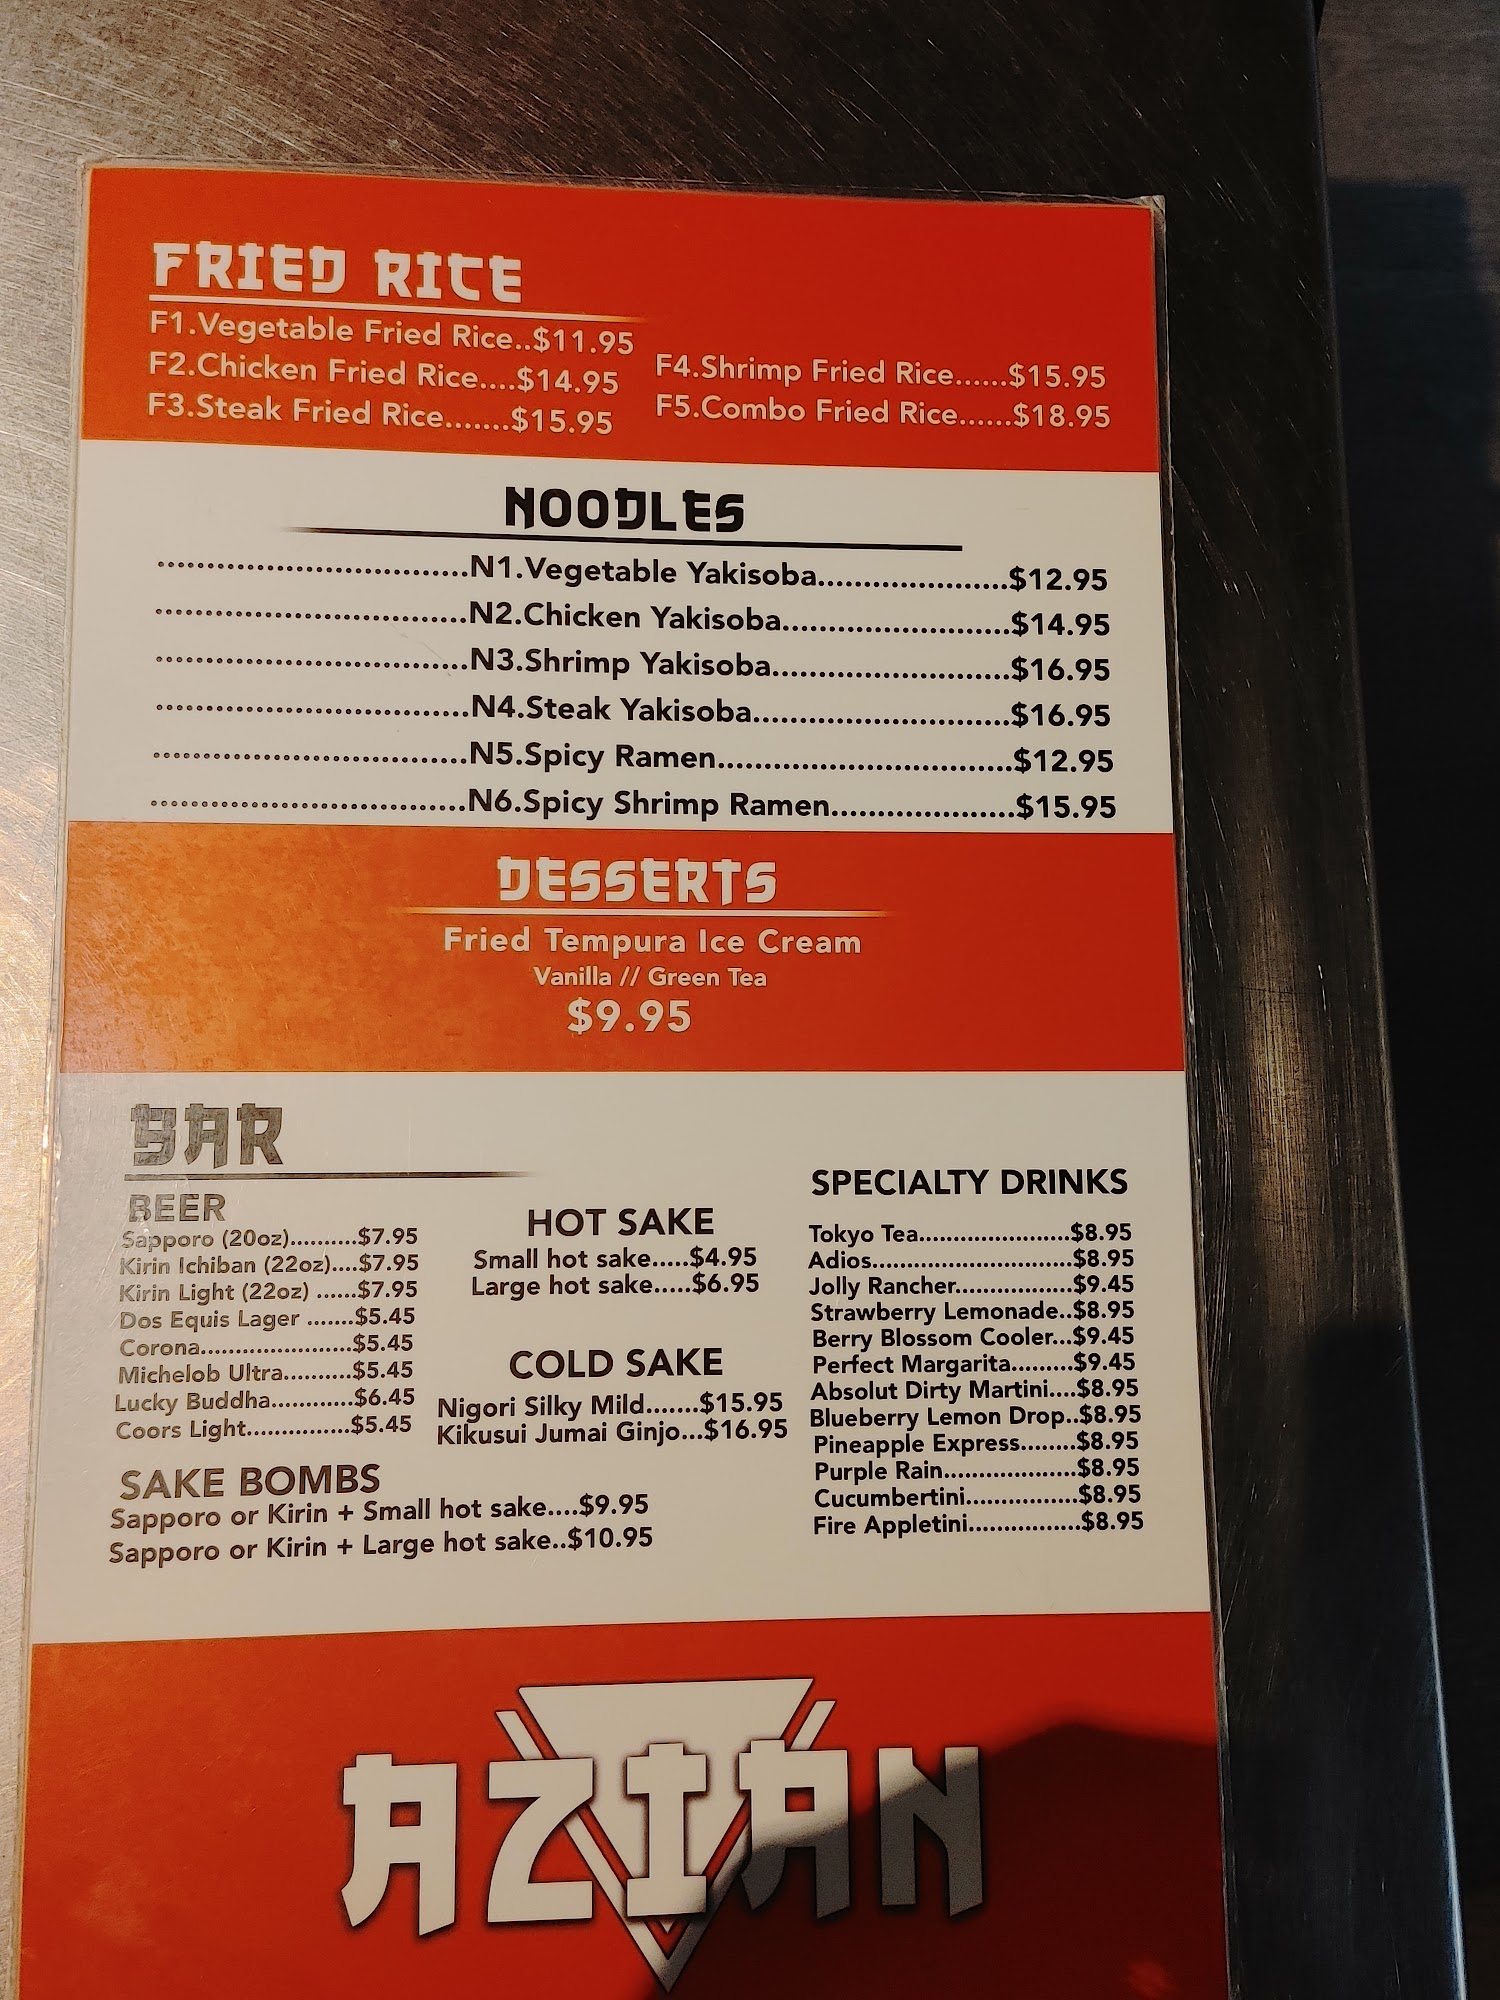 FRIED RICE
F1.Vegetable Fried Rice..$11.95
F2.Chicken Fried Rice....$14.95
F3.Steak Fried Rice.......$15.95
F4.Shrimp Fried Rice......$15.95
F5.Combo Fried Rice......$18.95
NOODLES
...............................N1.Vegetable Yakisoba.....................$12.95
...............................N2.Chicken Yakisoba.........................$14.95
...............................N3.Shrimp Yakisoba..........................$16.95
...............................N4.Steak Yakisoba............................$16.95
...............................N5.Spicy Ramen................................$12.95
................................N6.Spicy Shrimp Ramen....................$15.95
DESSERTS
Fried Tempura Ice Cream
Vanilla // Green Tea
$9.95
BAR
BEER
Sapporo (20oz)..........$7.95
Kirin Ichiban (22oz)....$7.95
Kirin Light (22oz) ......$7.95
Dos Equis Lager .......$5.45
Corona.......................$5.45
Michelob Ultra..........$5.45
Lucky Buddha............$6.45
Coors Light...............$5.45
SAKE BOMBS
Sapporo or Kirin + Small hot sake....$9.95
Sapporo or Kirin + Large hot sake..$10.95
HOT SAKE
Small hot sake.....$4.95
Large hot sake.....$6.95
COLD SAKE
Nigori Silky Mild.......$15.95
Kikusui Jumai Ginjo...$16.95
SPECIALTY DRINKS
Tokyo Tea.......................$8.95
Adios..............................$8.95
Jolly Rancher.................$9.45
Strawberry Lemonade..$8.95
Berry Blossom Cooler...$9.45
Perfect Margarita.........$9.45
Absolut Dirty Martini....$8.95
Blueberry Lemon Drop..$8.95
Pineapple Express........$8.95
Purple Rain....................$8.95
Cucumbertini.................$8.95
Fire Appletini.................$8.95
AZIAN